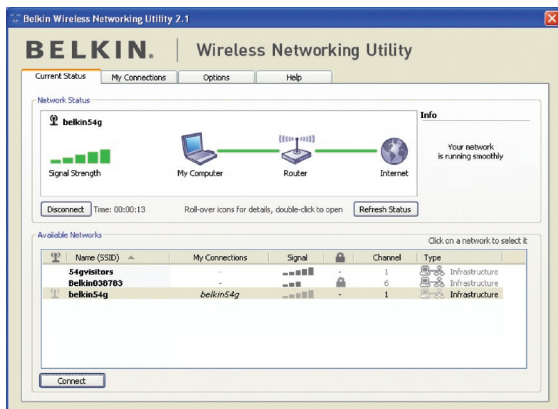 Belkin Wireless Networking Utility 2.1
BELKIN. | Wireless Networking Utility
Current Status My Connections Options Help
Network Status
belkin54g
Info
Your network
is running smoothly
Signal Strength My Computer Router Internet
Disconnect Time: 00:00:13 Roll-over icons for details, double-click to open Refresh Status
Available Networks
Click on a network to select it
Name (SSID) My Connections Signal Channel Type
54gvisitors - - 1 Infrastructure
Belkin038783 - 6 Infrastructure
belkin54g belkin54g - 1 Infrastructure
Connect